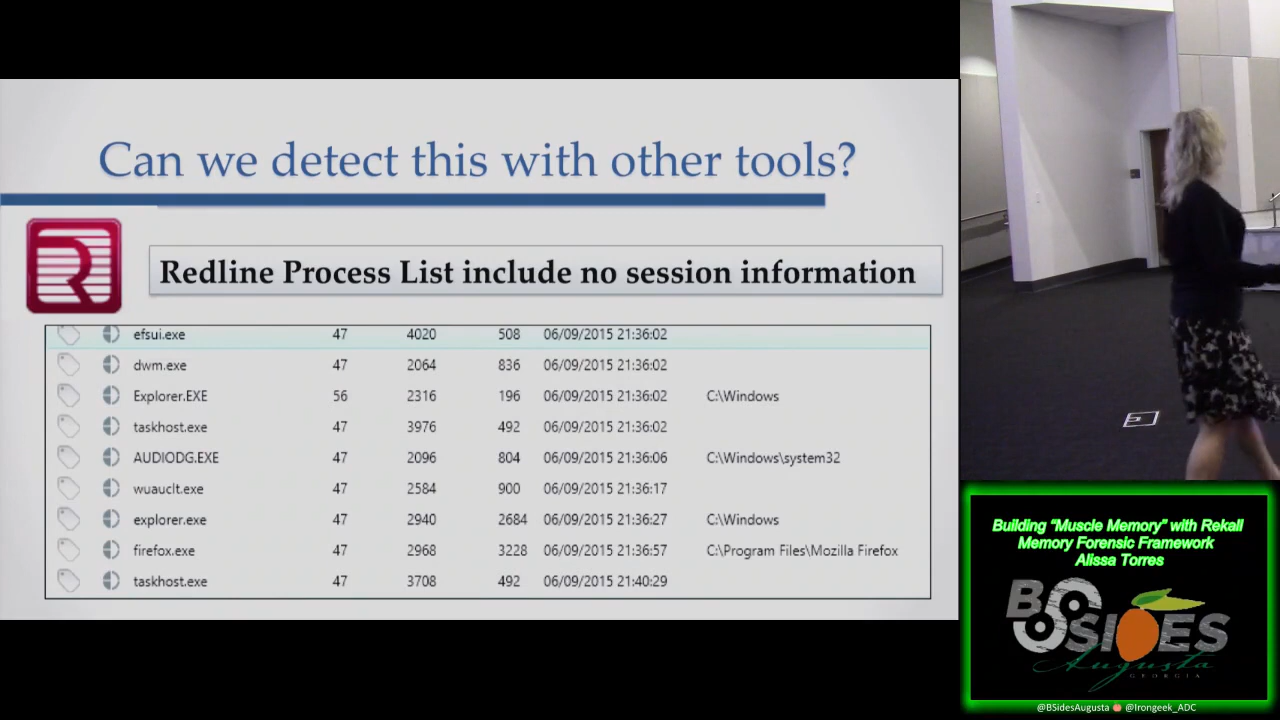 Can we detect this with other tools?
R
Redline Process List include no session information
efsui.exe 47 4020 508 06/09/2015 21:36:02
dwm.exe 47 2064 836 06/09/2015 21:36:02
Explorer.EXE 56 2316 196 06/09/2015 21:36:02 C:\Windows
taskhost.exe 47 3976 492 06/09/2015 21:36:02
AUDIODG.EXE 47 2096 804 06/09/2015 21:36:06 C:\Windows\system32
wuauclt.exe 47 2584 900 06/09/2015 21:36:17
explorer.exe 47 2940 2684 06/09/2015 21:36:27 C:\Windows
firefox.exe 47 2968 3228 06/09/2015 21:36:57 C:\Program Files\Mozilla Firefox
taskhost.exe 47 3708 492 06/09/2015 21:40:29
Building “Muscle Memory” with Rekall
Memory Forensic Framework
Alissa Torres
BSIDES
Augusta
GEORGIA
@BSidesAugusta @Irongeek_ADC